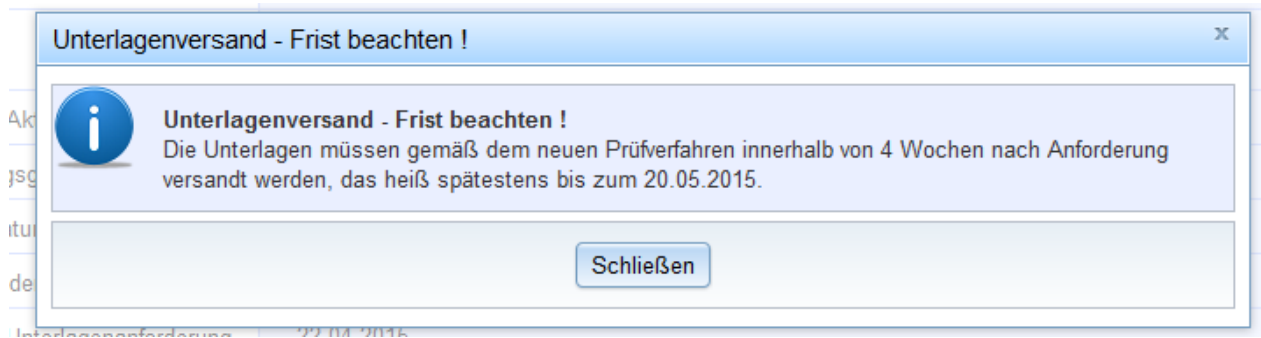 Unterlagenversand - Frist beachten !
x
Unterlagenversand - Frist beachten !
Die Unterlagen müssen gemäß dem neuen Prüfverfahren innerhalb von 4 Wochen nach Anforderung
versandt werden, das heiß spätestens bis zum 20.05.2015.
Schließen